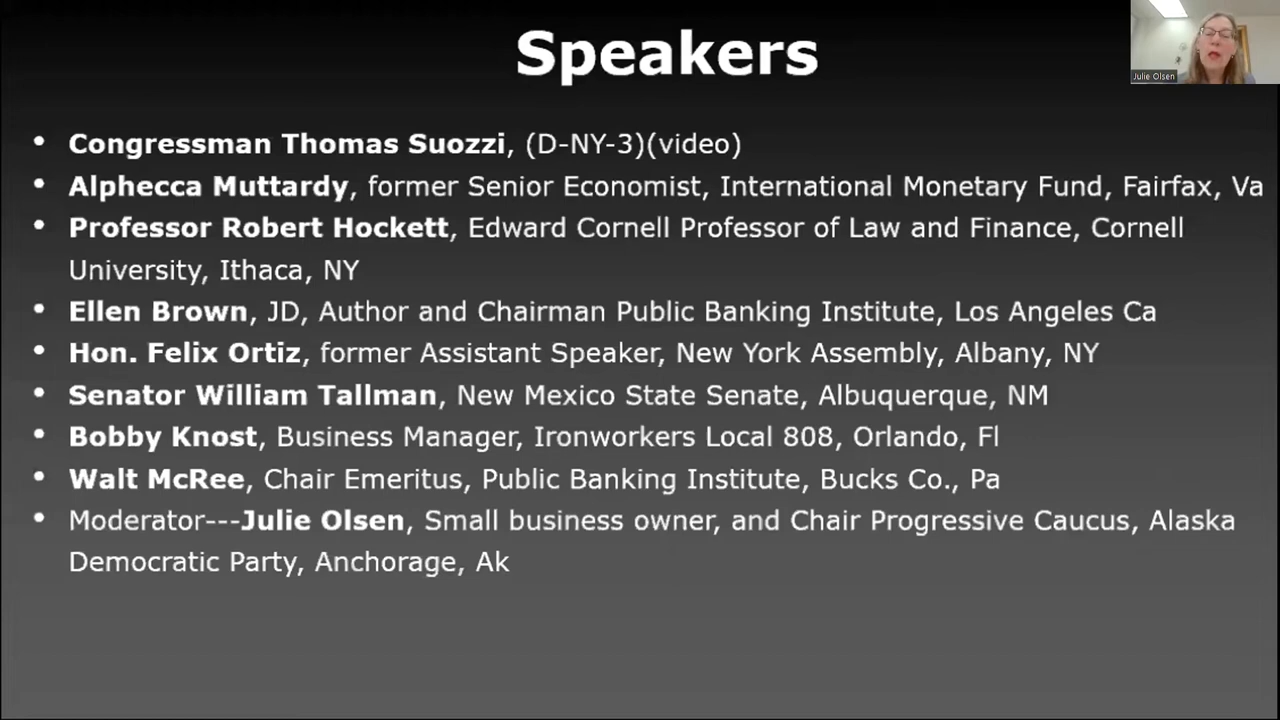 Speakers
Julie Olsen
• Congressman Thomas Suozzi, (D-NY-3)(video)
• Alphecca Muttardy, former Senior Economist, International Monetary Fund, Fairfax, Va
• Professor Robert Hockett, Edward Cornell Professor of Law and Finance, Cornell
University, Ithaca, NY
• Ellen Brown, JD, Author and Chairman Public Banking Institute, Los Angeles Ca
• Hon. Felix Ortiz, former Assistant Speaker, New York Assembly, Albany, NY
• Senator William Tallman, New Mexico State Senate, Albuquerque, NM
• Bobby Knost, Business Manager, Ironworkers Local 808, Orlando, Fl
• Walt McRee, Chair Emeritus, Public Banking Institute, Bucks Co., Pa
• Moderator---Julie Olsen, Small business owner, and Chair Progressive Caucus, Alaska
Democratic Party, Anchorage, Ak